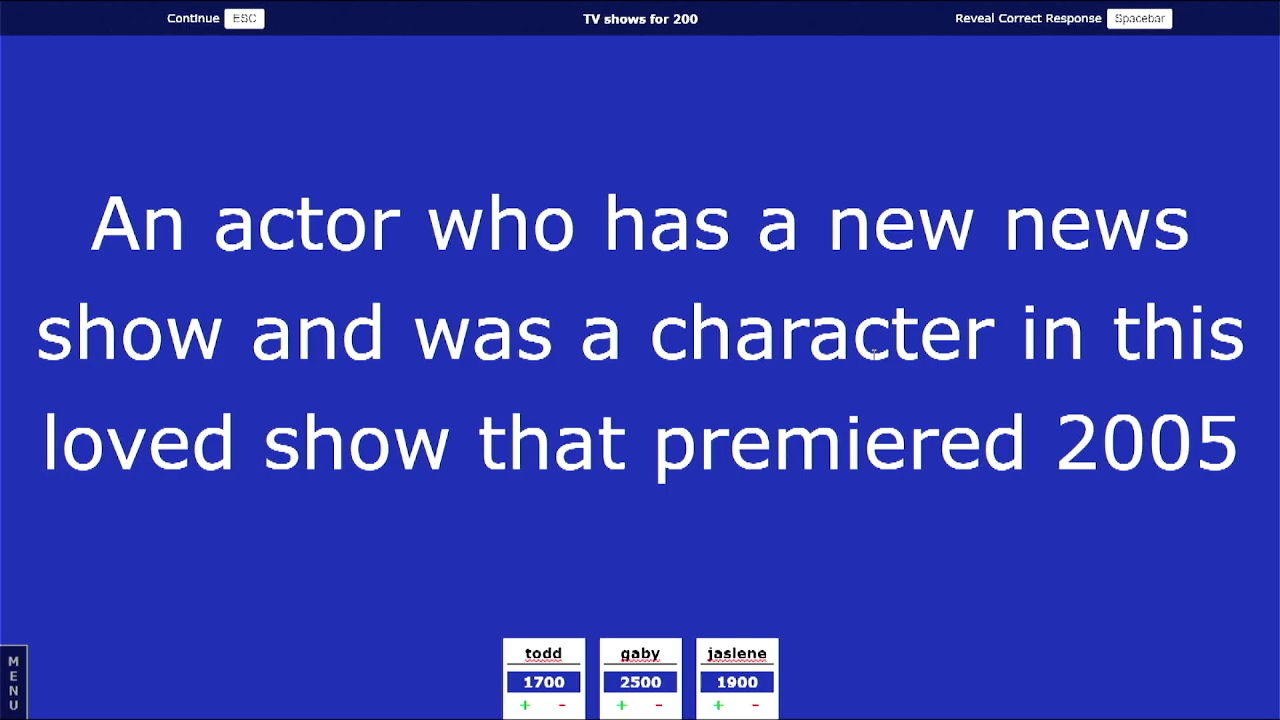 Continue ESC TV shows for 200 Reveal Correct Response Spacebar
An actor who has a new news
show and was a character in this
loved show that premiered 2005
MENU
todd gaby jaslene
1700 2500 1900
+ - + - + -